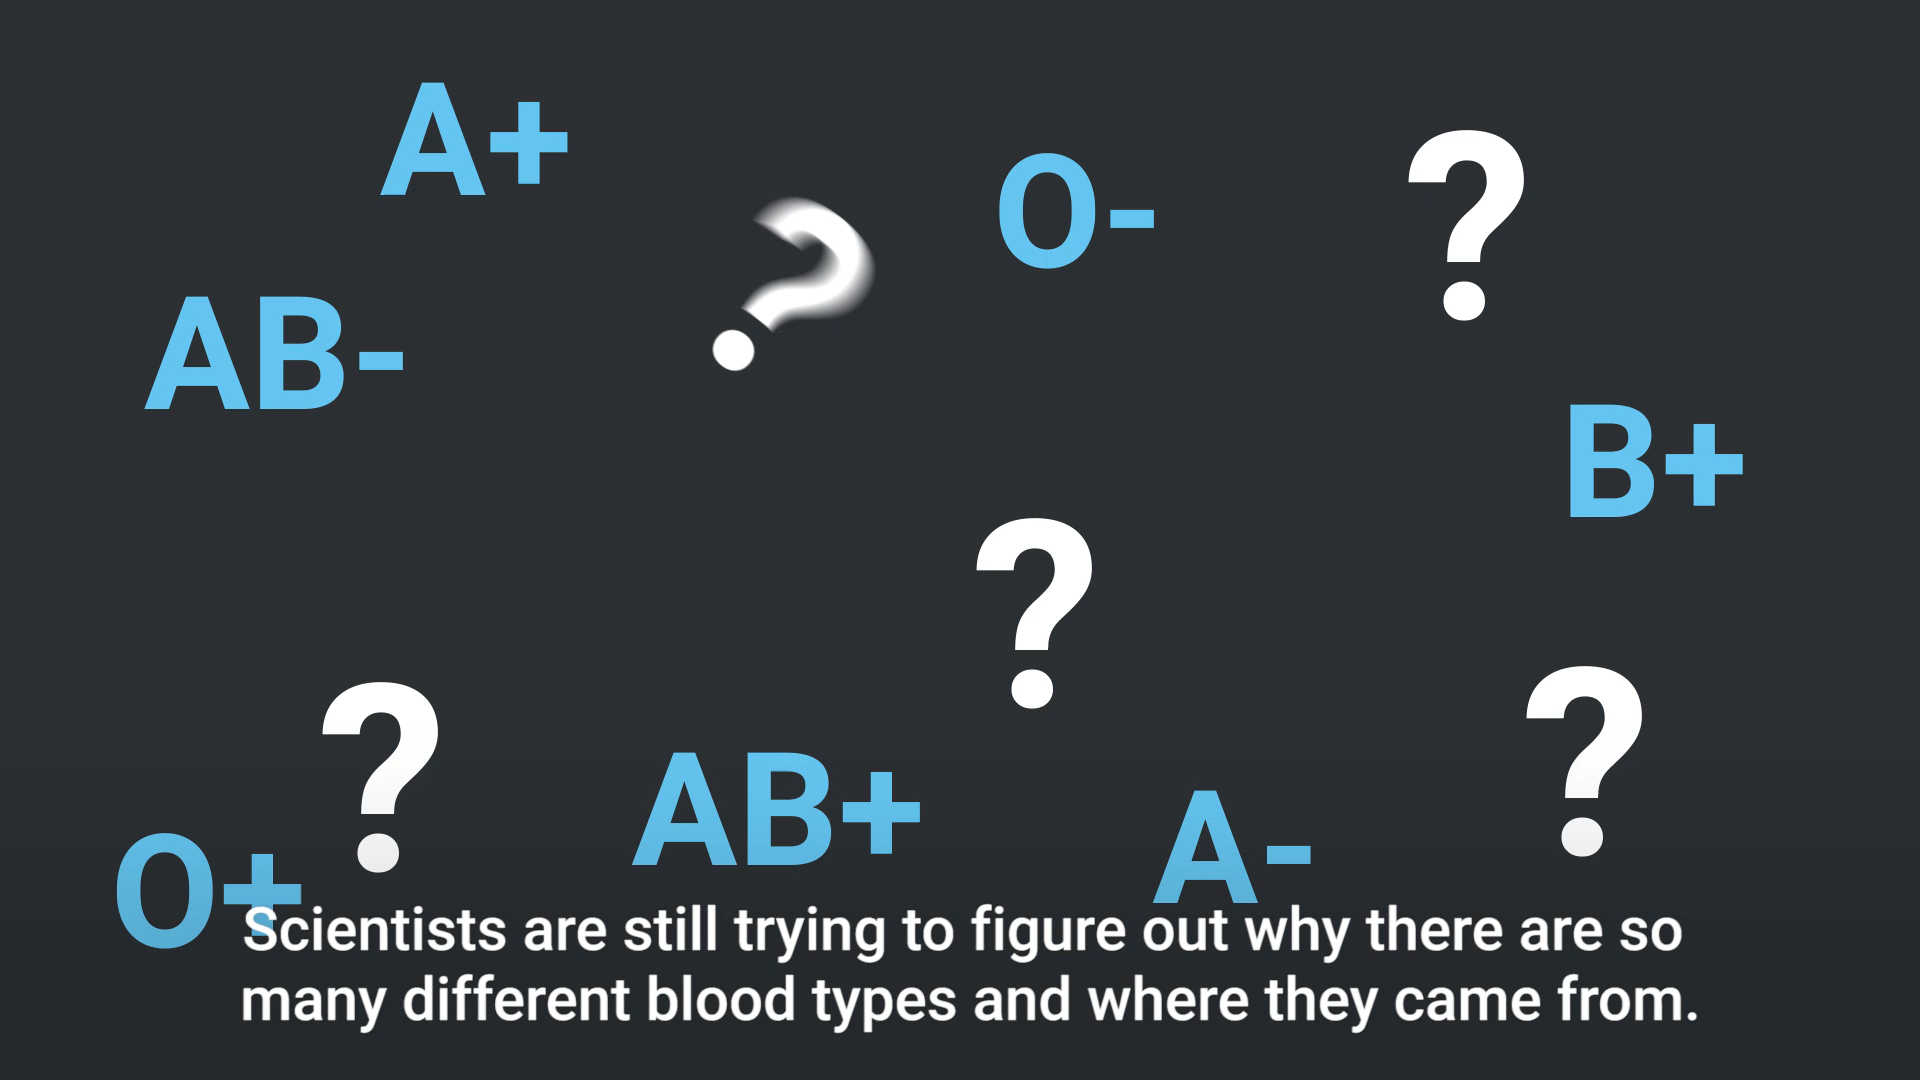 A+
O-
?
?
AB-
B+
?
?
?
AB+
A-
O+
Scientists are still trying to figure out why there are so
many different blood types and where they came from.